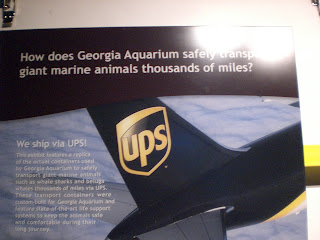 How does Georgia Aquarium safely transport
giant marine animals thousands of miles?
ups
We ship via UPS!
This exhibit features a replica
of the actual containers used
by Georgia Aquarium to safely
transport giant marine animals
such as whale sharks and beluga
whales thousands of miles via UPS.
These transport containers were
custom-built for Georgia Aquarium and
feature state-of-the-art life support
systems to keep the animals safe
and comfortable during their
long journey.